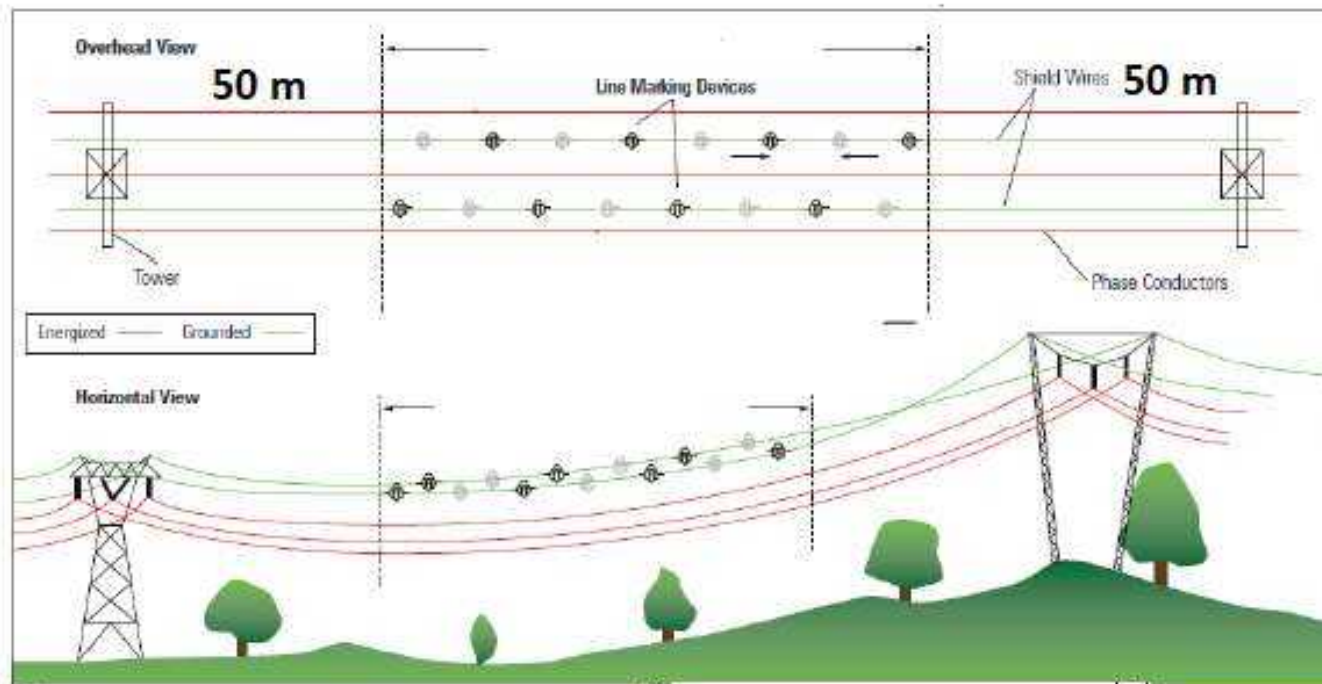 Overhead View
50 m
Line Marking Devices
Shield Wires
50 m
Tower
Phase Conductors
Energized
Grounded
Horizontal View